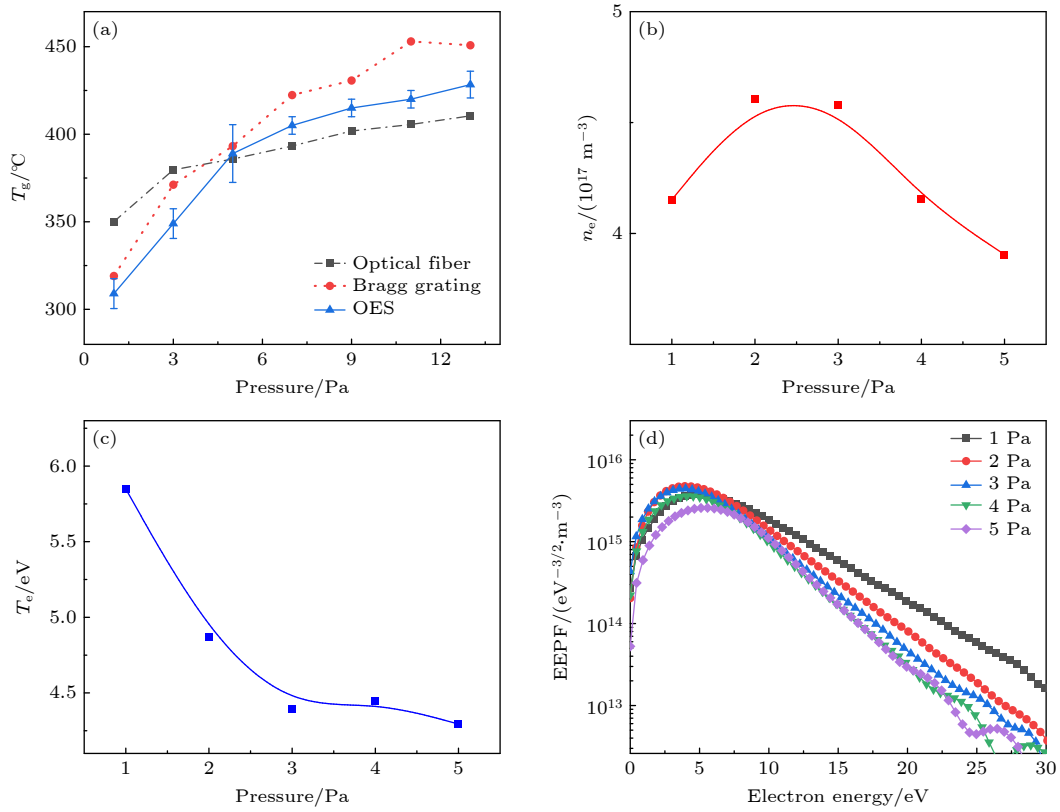 (a)
450
400
350
300
T_g/℃
0
3
6
9
12
Pressure/Pa
Optical fiber
Bragg grating
OES
(b)
5
4
n_e/(10^17 m^−3)
1
2
3
4
5
Pressure/Pa
(c)
6.0
5.5
5.0
4.5
T_e/eV
1
2
3
4
5
Pressure/Pa
(d)
10^16
10^15
10^14
10^13
EEPF/(eV^−3/2·m^−3)
0
5
10
15
20
25
30
Electron energy/eV
1 Pa
2 Pa
3 Pa
4 Pa
5 Pa